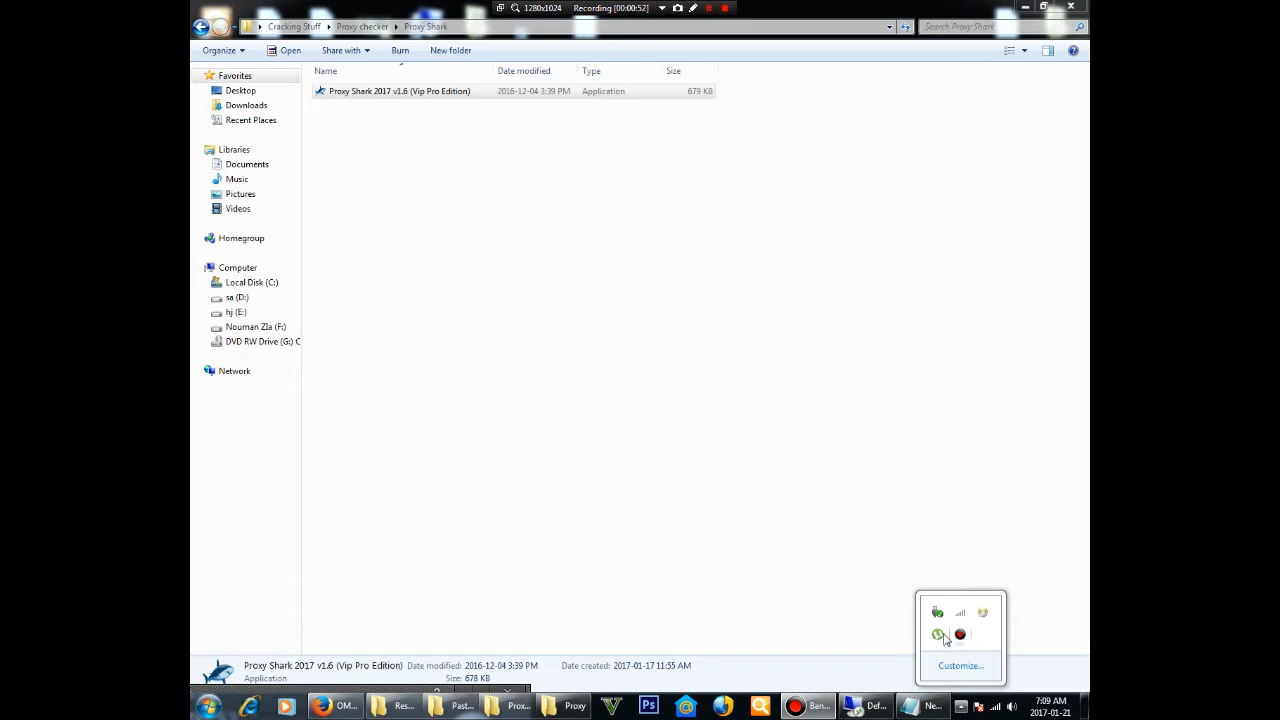 1280x1024 Recording [00:00:52]
Cracking Stuff Proxy checker Proxy Shark Search Proxy Shark
Organize Open Share with Burn New folder
Name Date modified Type Size
Proxy Shark 2017 v1.6 (Vip Pro Edition) 2016-12-04 3:39 PM Application 679 KB
Favorites
Desktop
Downloads
Recent Places
Libraries
Documents
Music
Pictures
Videos
Homegroup
Computer
Local Disk (C:)
sa (D:)
hj (E:)
Nouman ZIa (F:)
DVD RW Drive (G:) C
Network
Customize...
Proxy Shark 2017 v1.6 (Vip Pro Edition) Date modified: 2016-12-04 3:39 PM Date created: 2017-01-17 11:55 AM
Application Size: 678 KB
OM... Res... Past... Prox... Proxy Ps Ban... Def... Ne... 7:09 AM
2017-01-21